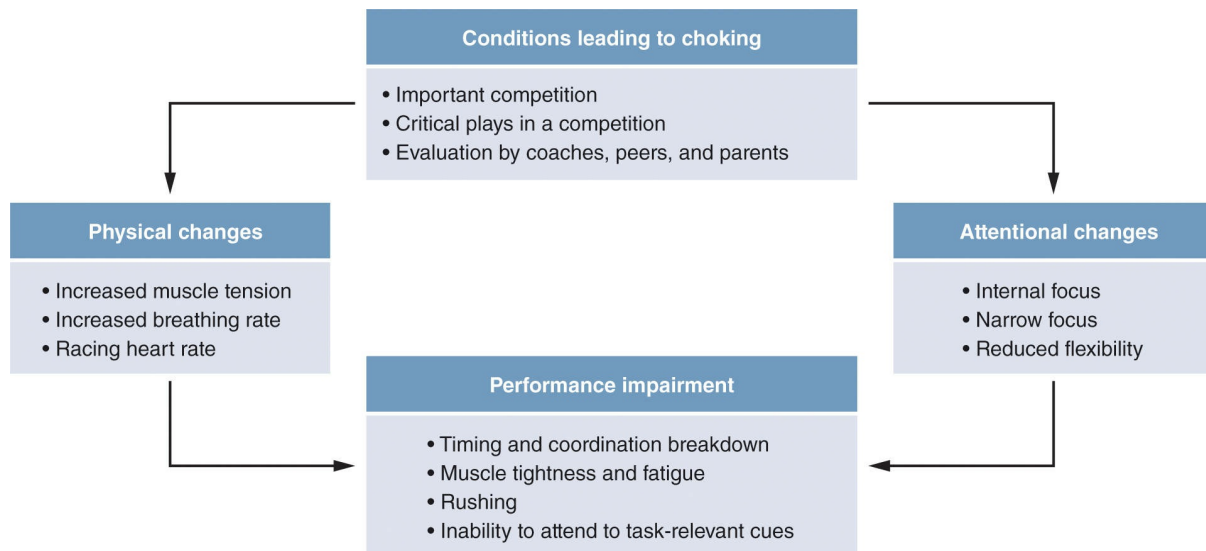 Conditions leading to choking
• Important competition
• Critical plays in a competition
• Evaluation by coaches, peers, and parents
Physical changes
• Increased muscle tension
• Increased breathing rate
• Racing heart rate
Attentional changes
• Internal focus
• Narrow focus
• Reduced flexibility
Performance impairment
• Timing and coordination breakdown
• Muscle tightness and fatigue
• Rushing
• Inability to attend to task-relevant cues